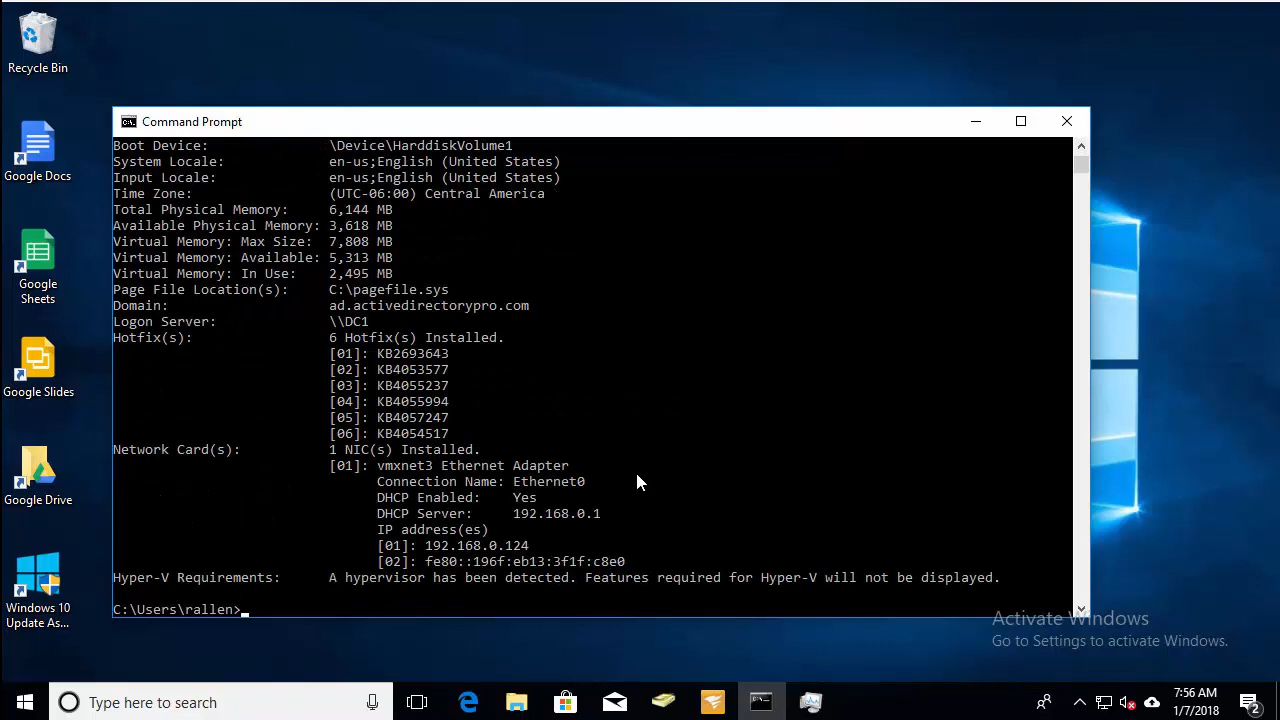 Recycle Bin
Google Docs
Google
Sheets
Google Slides
Google Drive
Windows 10
Update As...
Command Prompt
Boot Device: \Device\HarddiskVolume1
System Locale: en-us;English (United States)
Input Locale: en-us;English (United States)
Time Zone: (UTC-06:00) Central America
Total Physical Memory: 6,144 MB
Available Physical Memory: 3,618 MB
Virtual Memory: Max Size: 7,808 MB
Virtual Memory: Available: 5,313 MB
Virtual Memory: In Use: 2,495 MB
Page File Location(s): C:\pagefile.sys
Domain: ad.activedirectorypro.com
Logon Server: \\DC1
Hotfix(s): 6 Hotfix(s) Installed.
[01]: KB2693643
[02]: KB4053577
[03]: KB4055237
[04]: KB4055994
[05]: KB4057247
[06]: KB4054517
Network Card(s): 1 NIC(s) Installed.
[01]: vmxnet3 Ethernet Adapter
Connection Name: Ethernet0
DHCP Enabled: Yes
DHCP Server: 192.168.0.1
IP address(es)
[01]: 192.168.0.124
[02]: fe80::196f:eb13:3f1f:c8e0
Hyper-V Requirements: A hypervisor has been detected. Features required for Hyper-V will not be displayed.
C:\Users\rallen>
Activate Windows
Go to Settings to activate Windows.
Type here to search
7:56 AM
1/7/2018
2